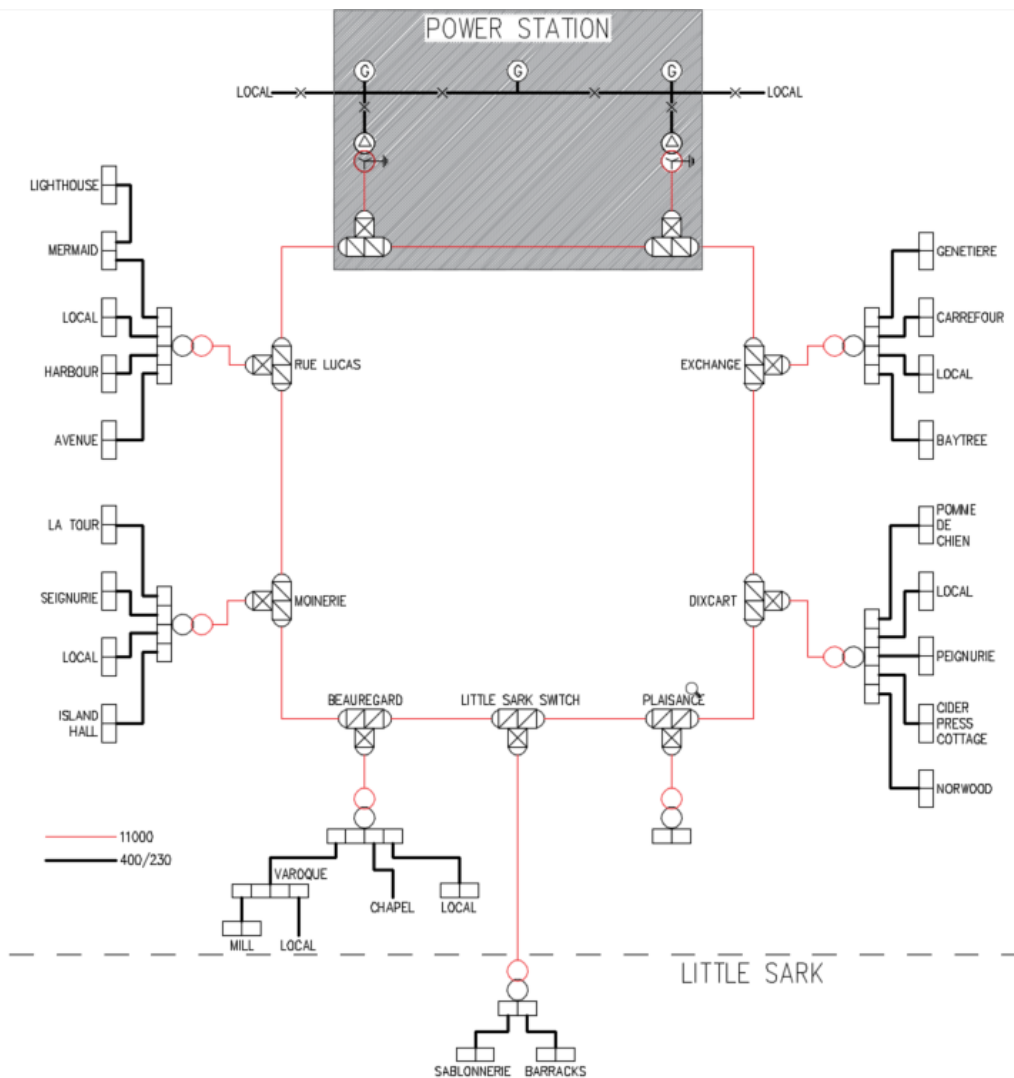 POWER STATION
G
G
G
LOCAL
LOCAL
LIGHTHOUSE
MERMAID
LOCAL
HARBOUR
AVENUE
RUE LUCAS
EXCHANGE
GENETIERE
CARREFOUR
LOCAL
BAYTREE
LA TOUR
SEIGNURIE
LOCAL
ISLAND
HALL
MOINERIE
DIXCART
POMME
DE
CHIEN
LOCAL
PEIGNURIE
CIDER
PRESS
COTTAGE
NORWOOD
BEAUREGARD
LITTLE SARK SWITCH
PLAISANCE
11000
400/230
VAROQUE
CHAPEL
LOCAL
MILL
LOCAL
LITTLE SARK
SABLONNERIE
BARRACKS